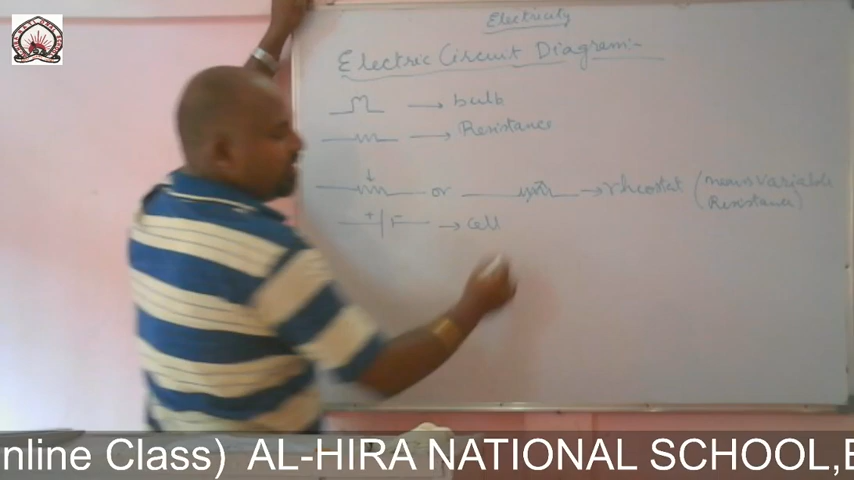 Electricity
Electric Circuit Diagram:-
→ bulb
→ Resistance
or → rheostat (means variable
Resistance)
+ → Cell
nline Class) AL-HIRA NATIONAL SCHOOL,E